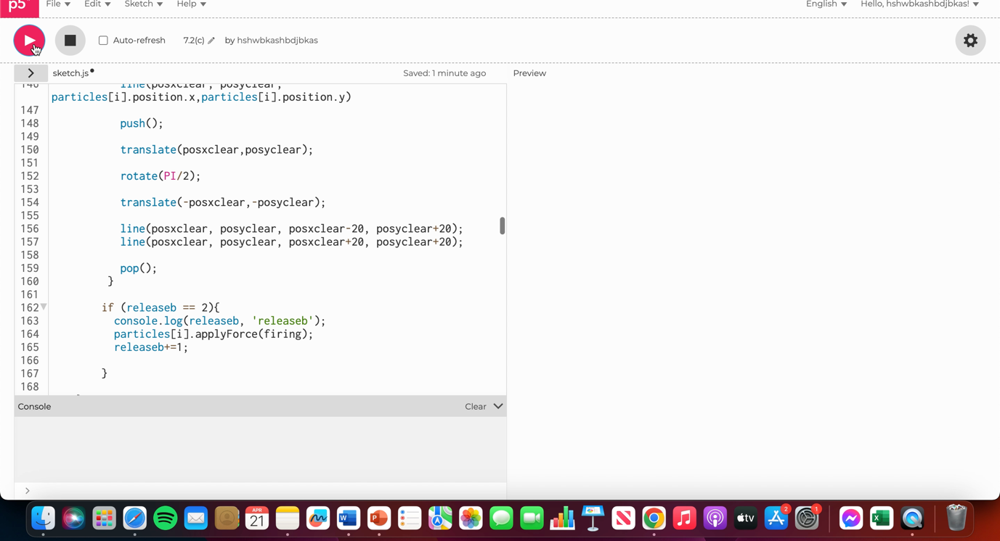 p5
File ▼ Edit ▼ Sketch ▼ Help ▼ English ▼ Hello, hshwbkashbdjbkas! ▼
Auto-refresh 7.2(c) by hshwbkashbdjbkas
> sketch.js● Saved: 1 minute ago Preview
146 line(posxclear, posyclear,
particles[i].position.x,particles[i].position.y)
147
148 push();
149
150 translate(posxclear,posyclear);
151
152 rotate(PI/2);
153
154 translate(-posxclear,-posyclear);
155
156 line(posxclear, posyclear, posxclear-20, posyclear+20);
157 line(posxclear, posyclear, posxclear+20, posyclear+20);
158
159 pop();
160 }
161
162 if (releaseb == 2){
163 console.log(releaseb, 'releaseb');
164 particles[i].applyForce(firing);
165 releaseb+=1;
166
167 }
168
Console Clear
>
APR
21
tv
2
1